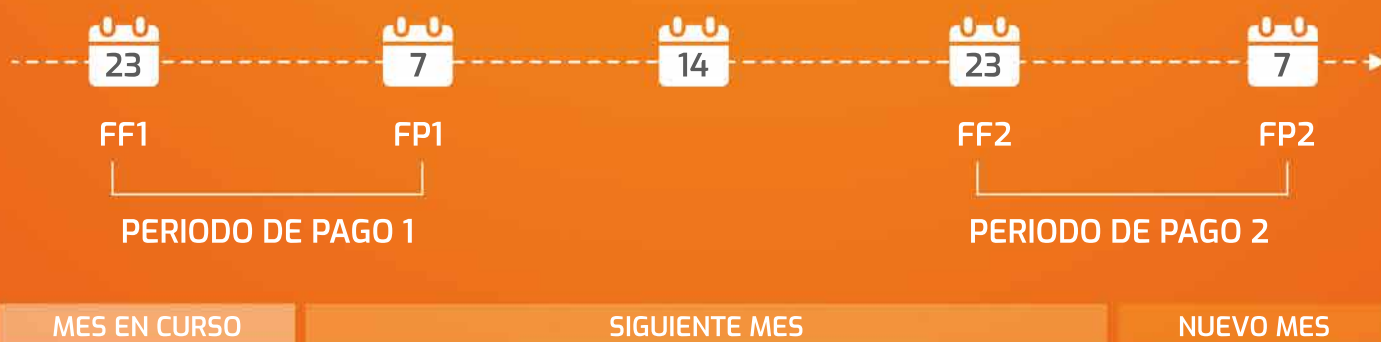 23 7 14 23 7
FF1 FP1 FF2 FP2
PERIODO DE PAGO 1 PERIODO DE PAGO 2
MES EN CURSO SIGUIENTE MES NUEVO MES